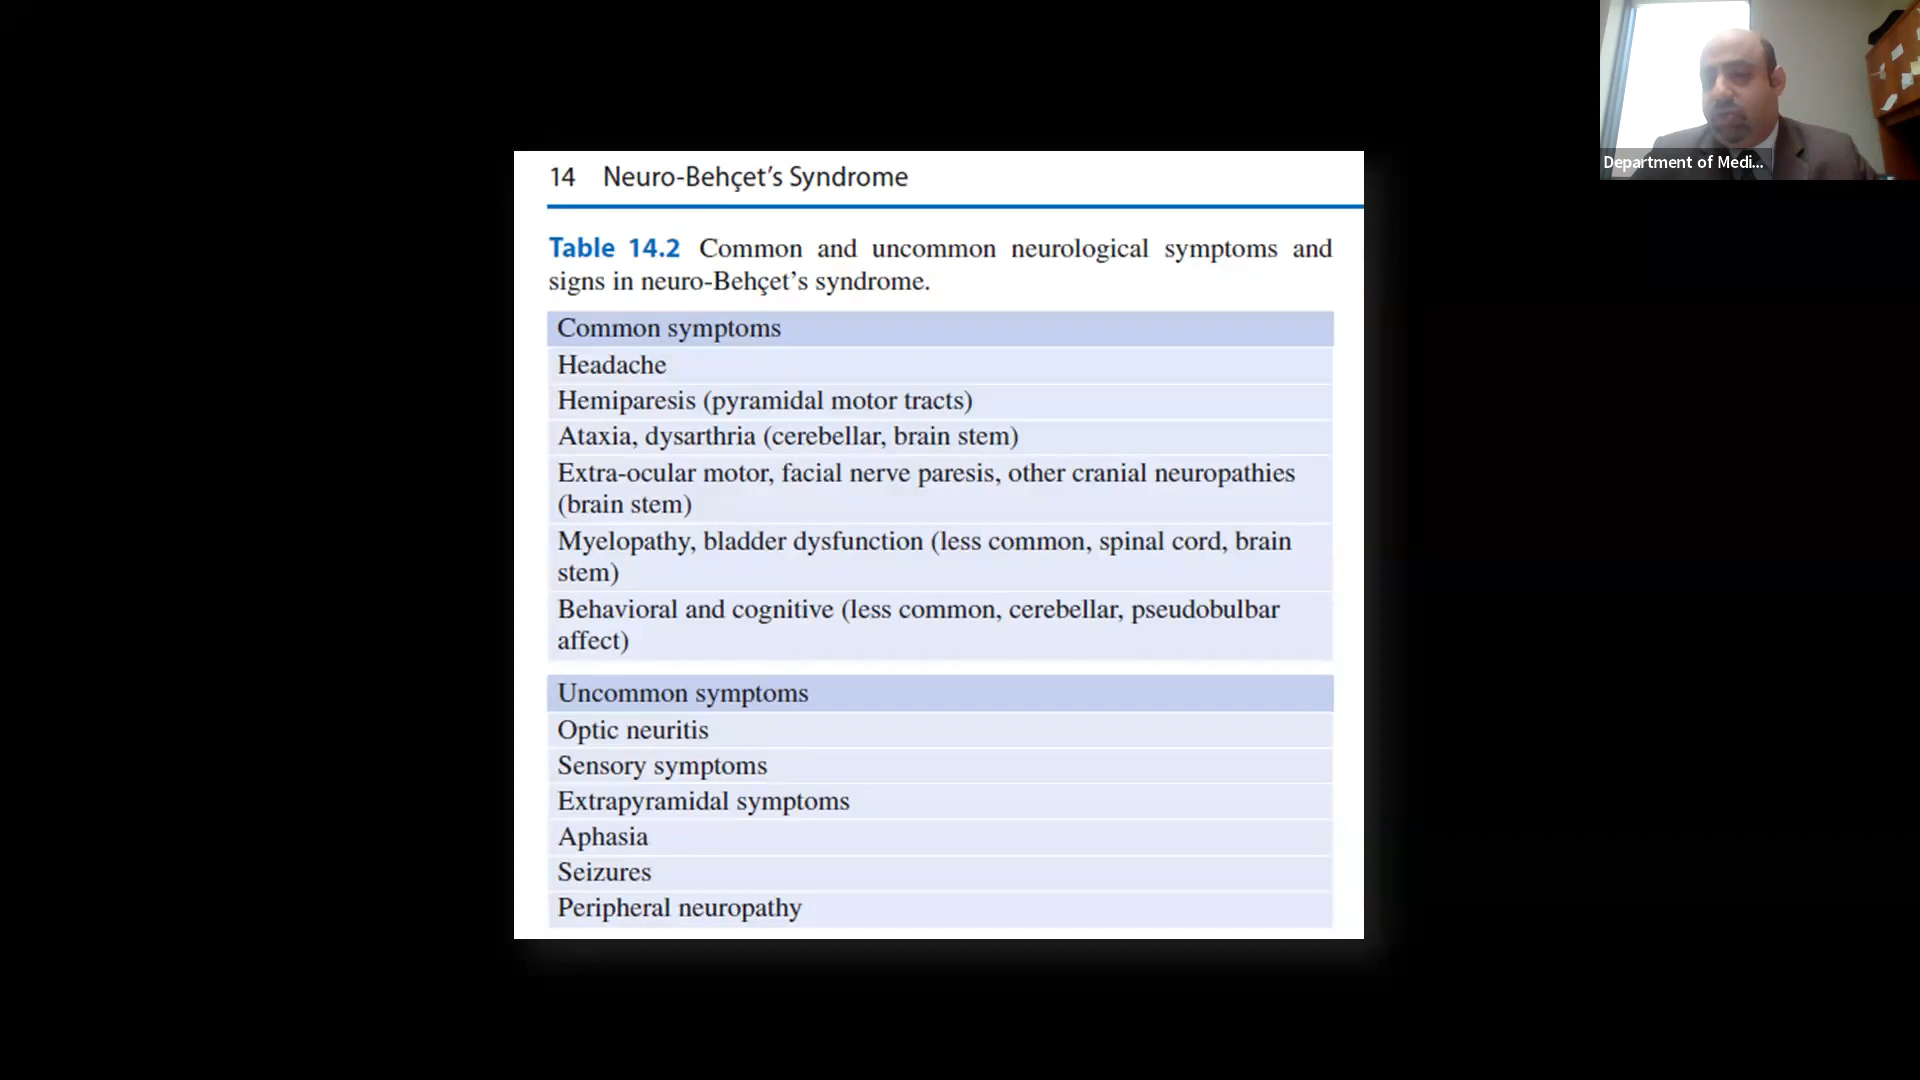 14 Neuro-Behçet's Syndrome
Table 14.2 Common and uncommon neurological symptoms and
signs in neuro-Behçet's syndrome.
Common symptoms
Headache
Hemiparesis (pyramidal motor tracts)
Ataxia, dysarthria (cerebellar, brain stem)
Extra-ocular motor, facial nerve paresis, other cranial neuropathies
(brain stem)
Myelopathy, bladder dysfunction (less common, spinal cord, brain
stem)
Behavioral and cognitive (less common, cerebellar, pseudobulbar
affect)
Uncommon symptoms
Optic neuritis
Sensory symptoms
Extrapyramidal symptoms
Aphasia
Seizures
Peripheral neuropathy
Department of Medi...